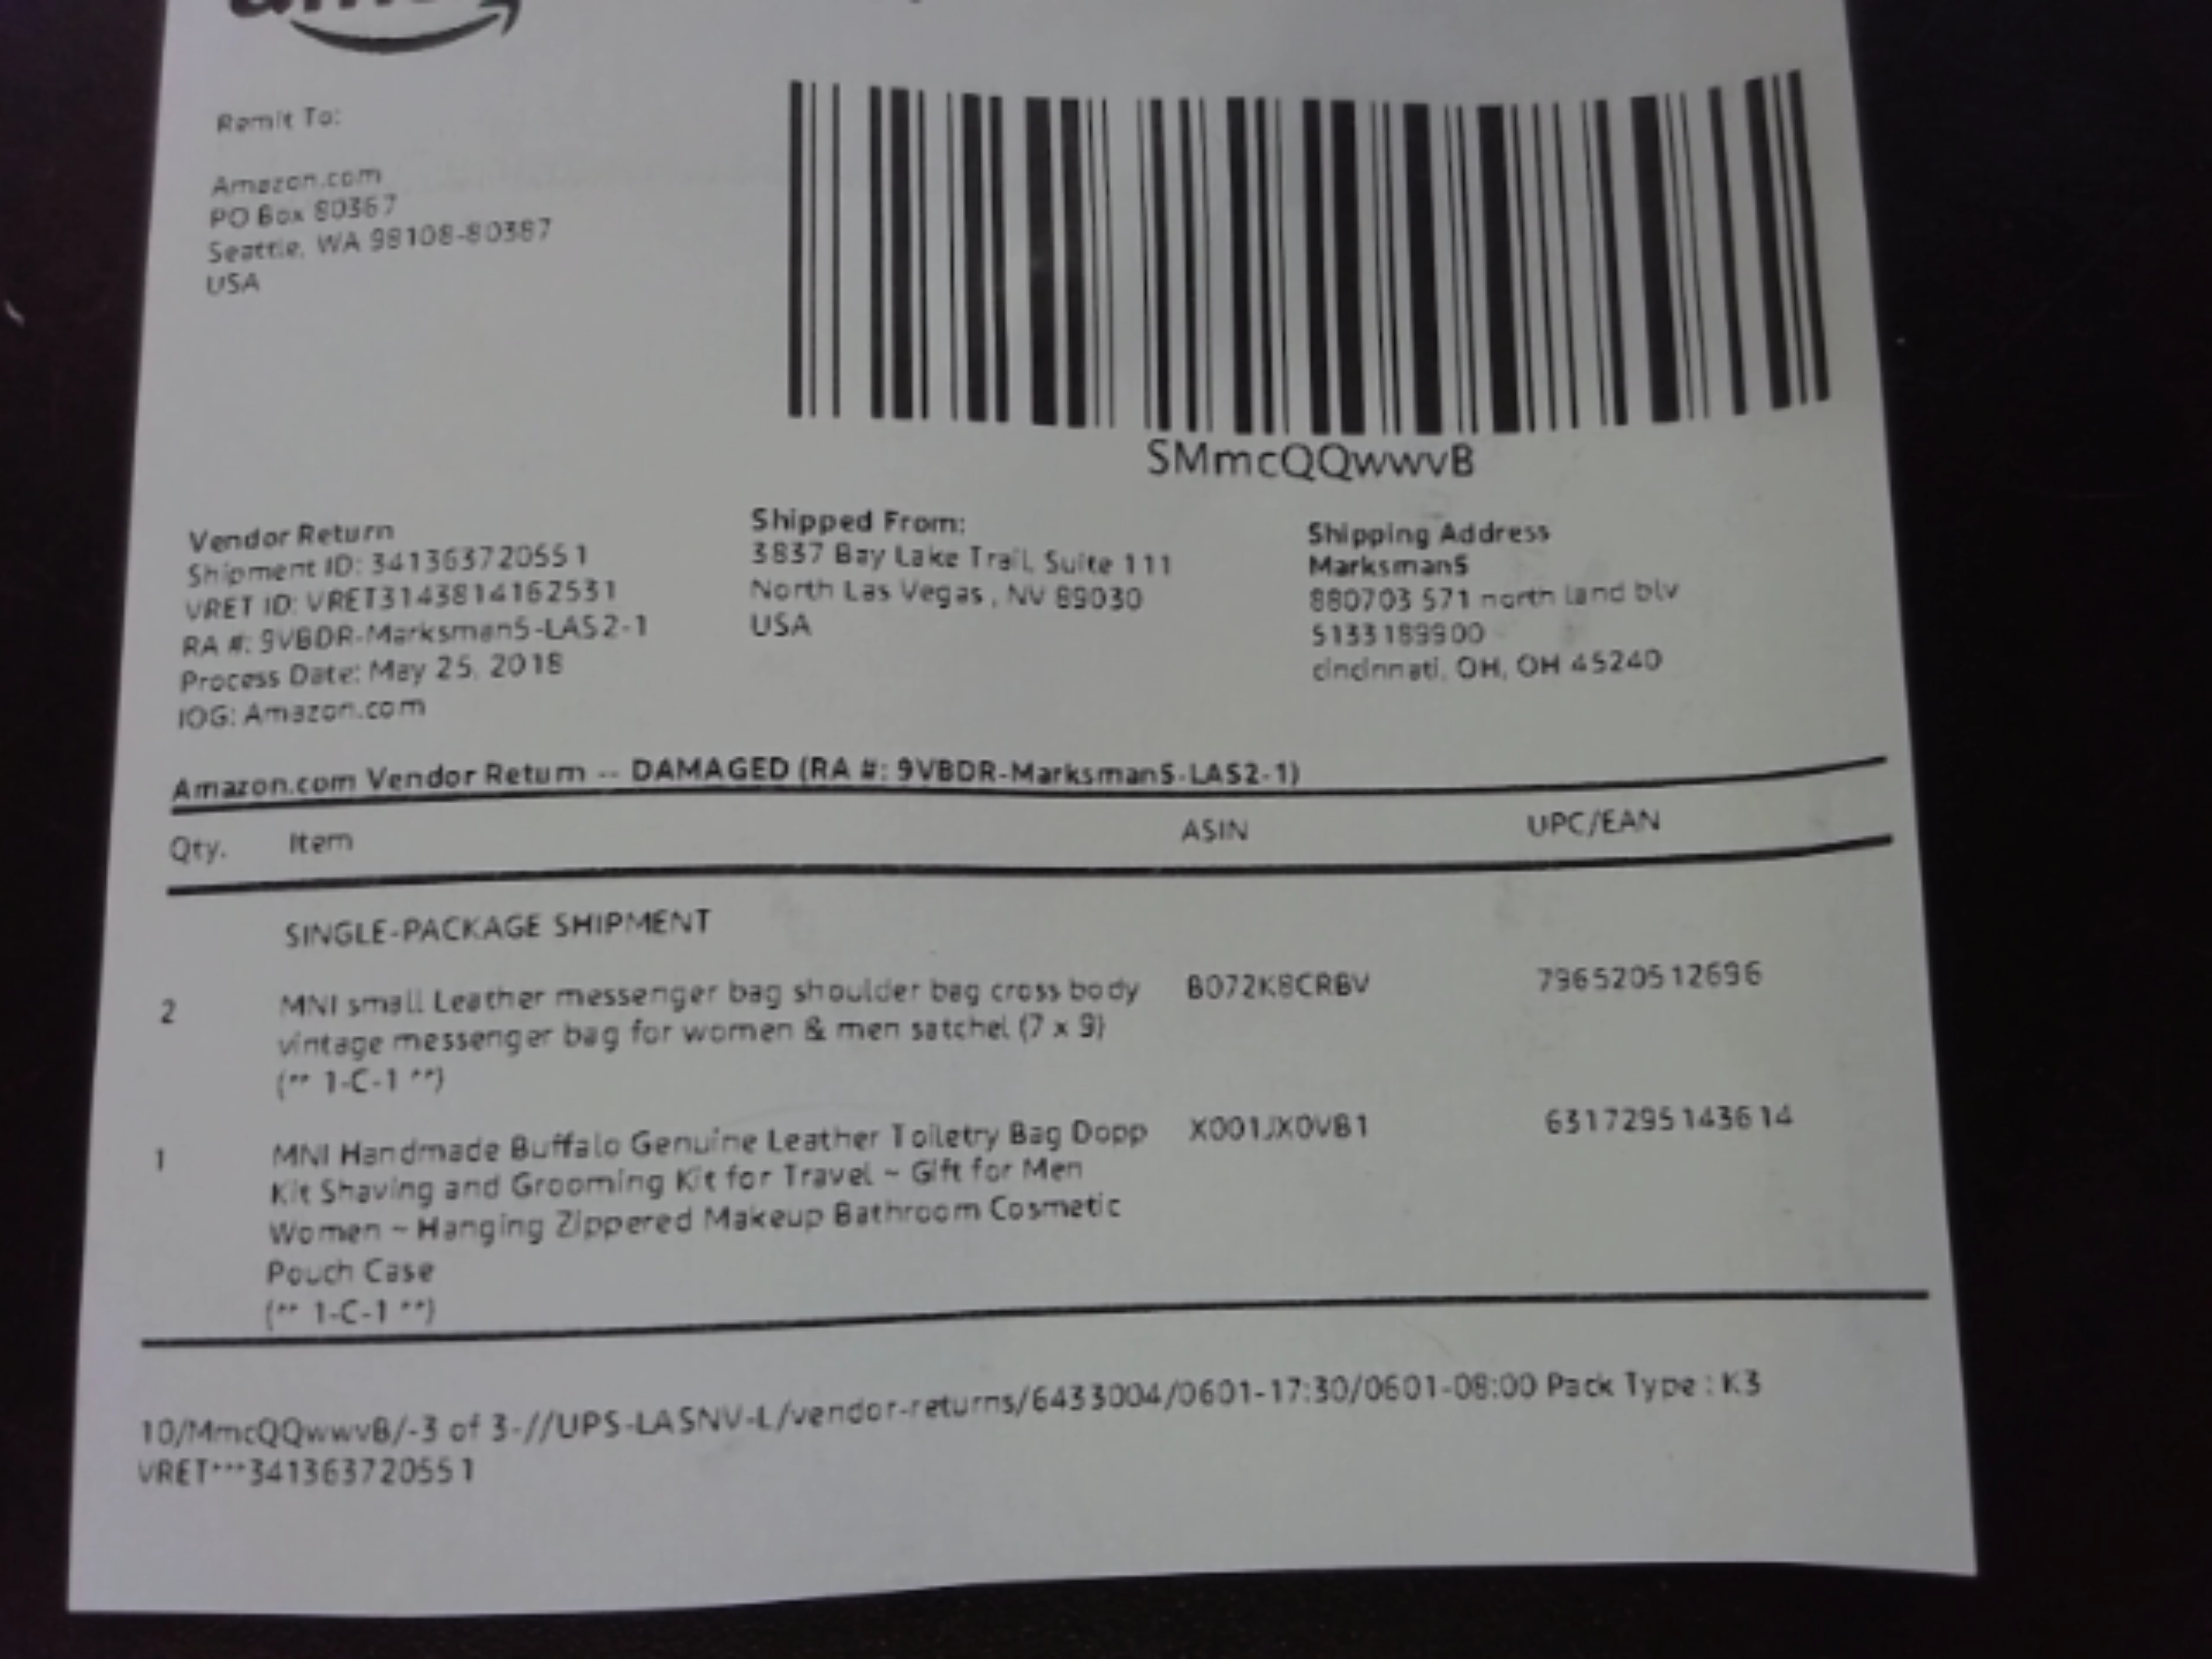 Remit To:
Amazon.com
PO Box 80387
Seattle, WA 98108-80387
USA
SMmcQQwwvB
Vendor Return
Shipment ID: 341363720551
VRET ID: VRET3143814162531
RA #: 9VBDR-MarksmanS-LAS2-1
Process Date: May 25, 2018
IOG: Amazon.com
Shipped From:
3837 Bay Lake Trail, Suite 111
North Las Vegas, NV 89030
USA
Shipping Address
MarksmanS
880703 571 north land blv
5133189900
cincinnati, OH, OH 45240
Amazon.com Vendor Return -- DAMAGED (RA #: 9VBDR-MarksmanS-LAS2-1)
Qty. Item ASIN UPC/EAN
SINGLE-PACKAGE SHIPMENT
2 MNI small Leather messenger bag shoulder bag cross body B072K8CRBV 796520512696
vintage messenger bag for women & men satchel (7 x 9)
(** 1-C-1 **)
1 MNI Handmade Buffalo Genuine Leather Toiletry Bag Dopp X001JX0VB1 6317295143614
Kit Shaving and Grooming Kit for Travel ~ Gift for Men
Women ~ Hanging Zippered Makeup Bathroom Cosmetic
Pouch Case
(** 1-C-1 **)
10/MmcQQwwvB/-3 of 3-//UPS-LASNV-L/vendor-returns/6433004/0601-17:30/0601-08:00 Pack Type : K3
VRET***341363720551